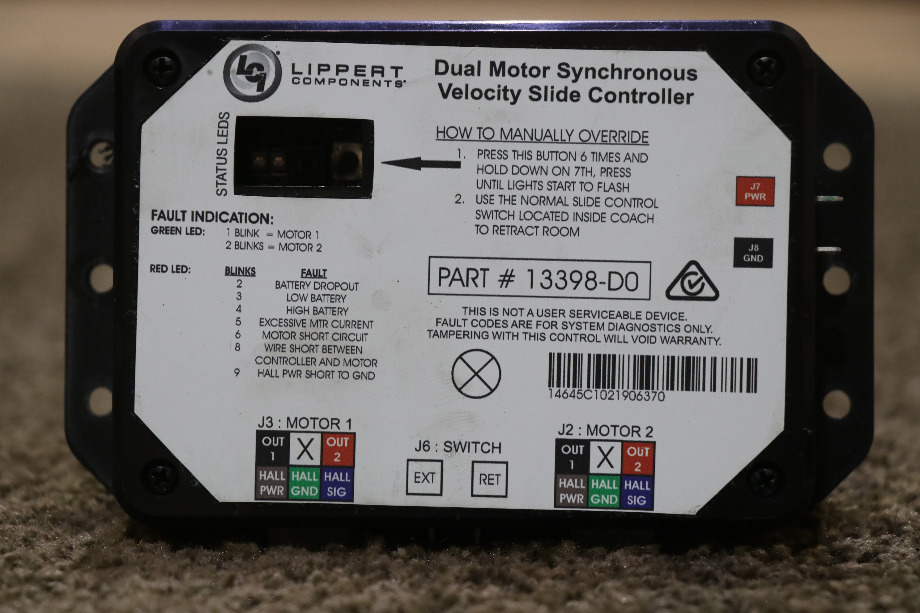 LCI
LIPPERT
COMPONENTS®
Dual Motor Synchronous
Velocity Slide Controller
STATUS LEDS
HOW TO MANUALLY OVERRIDE
1. PRESS THIS BUTTON 6 TIMES AND
HOLD DOWN ON 7TH, PRESS
UNTIL LIGHTS START TO FLASH
2. USE THE NORMAL SLIDE CONTROL
SWITCH LOCATED INSIDE COACH
TO RETRACT ROOM
J7
PWR
J8
GND
FAULT INDICATION:
GREEN LED: 1 BLINK = MOTOR 1
2 BLINKS = MOTOR 2
RED LED: BLINKS FAULT
2 BATTERY DROPOUT
3 LOW BATTERY
4 HIGH BATTERY
5 EXCESSIVE MTR CURRENT
6 MOTOR SHORT CIRCUIT
8 WIRE SHORT BETWEEN
CONTROLLER AND MOTOR
9 HALL PWR SHORT TO GND
PART # 13398-D0
THIS IS NOT A USER SERVICEABLE DEVICE.
FAULT CODES ARE FOR SYSTEM DIAGNOSTICS ONLY.
TAMPERING WITH THIS CONTROL WILL VOID WARRANTY.
14645C1021906370
J3 : MOTOR 1
OUT 1 X OUT 2
HALL PWR HALL GND HALL SIG
J6 : SWITCH
EXT RET
J2 : MOTOR 2
OUT 1 X OUT 2
HALL PWR HALL GND HALL SIG